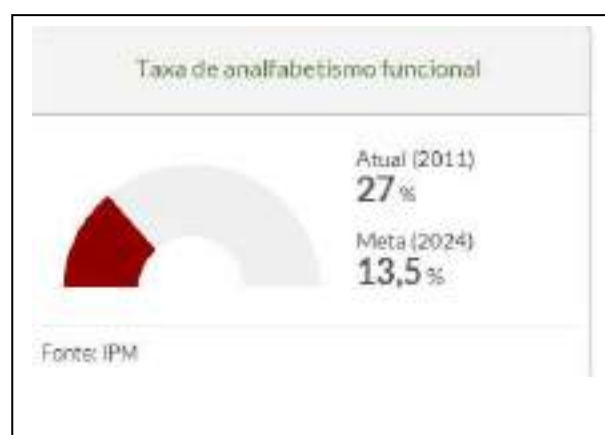 Taxa de analfabetismo funcional
Atual (2011)
27 %
Meta (2024)
13,5 %
Fonte: IPM